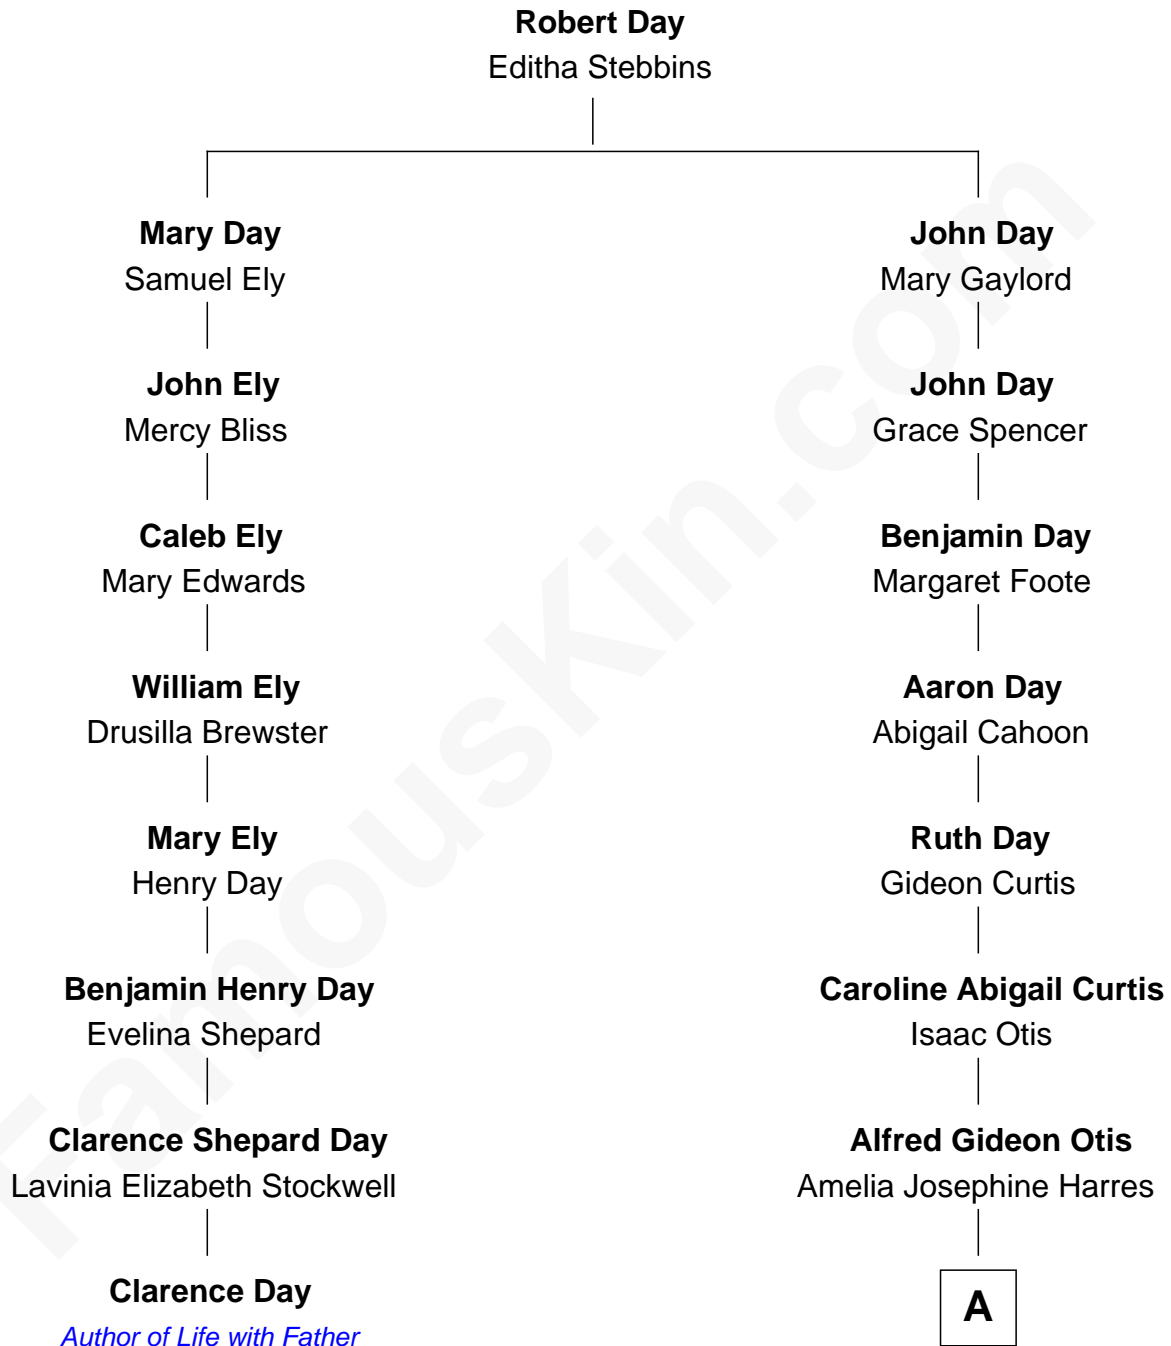 Robert Day
Editha Stebbins
Mary Day
Samuel Ely
John Day
Mary Gaylord
John Ely
Mercy Bliss
John Day
Grace Spencer
Caleb Ely
Mary Edwards
Benjamin Day
Margaret Foote
William Ely
Drusilla Brewster
Aaron Day
Abigail Cahoon
Mary Ely
Henry Day
Ruth Day
Gideon Curtis
Benjamin Henry Day
Evelina Shepard
Caroline Abigail Curtis
Isaac Otis
Clarence Shepard Day
Lavinia Elizabeth Stockwell
Alfred Gideon Otis
Amelia Josephine Harres
Clarence Day
Author of Life with Father
A
FamousKin.com